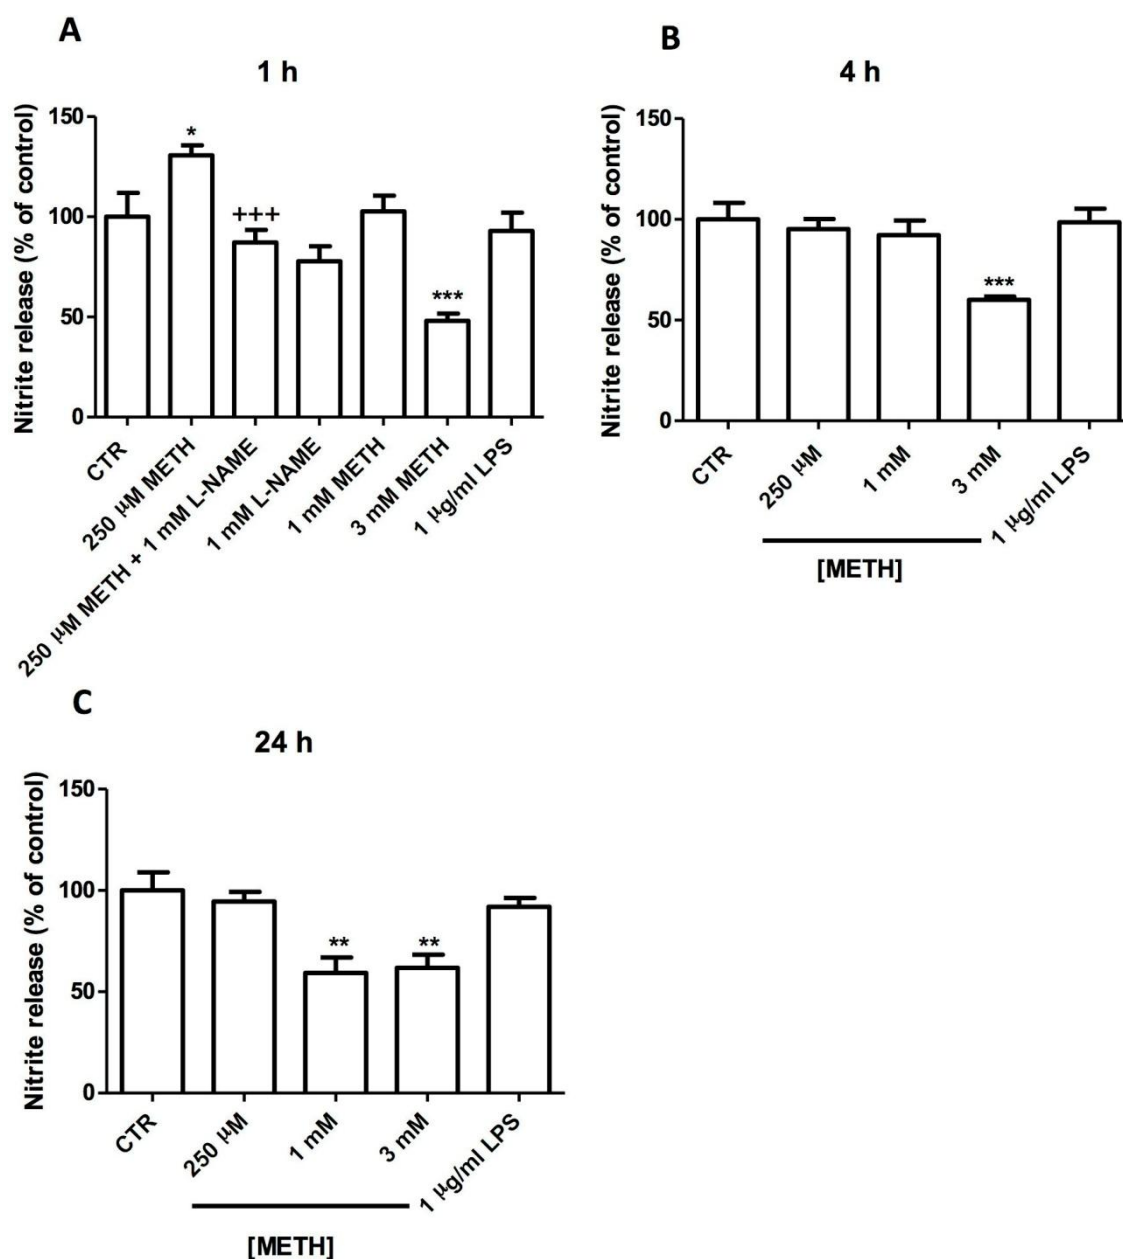 A
1 h
Nitrite release (% of control)
150
100
50
0
*
+++
***
CTR
250 µM METH
250 µM METH + 1 mM L-NAME
1 mM L-NAME
1 mM METH
3 mM METH
1 µg/ml LPS
B
4 h
Nitrite release (% of control)
150
100
50
0
***
CTR
250 µM
1 mM
3 mM
1 µg/ml LPS
[METH]
C
24 h
Nitrite release (% of control)
150
100
50
0
**
**
CTR
250 µM
1 mM
3 mM
1 µg/ml LPS
[METH]